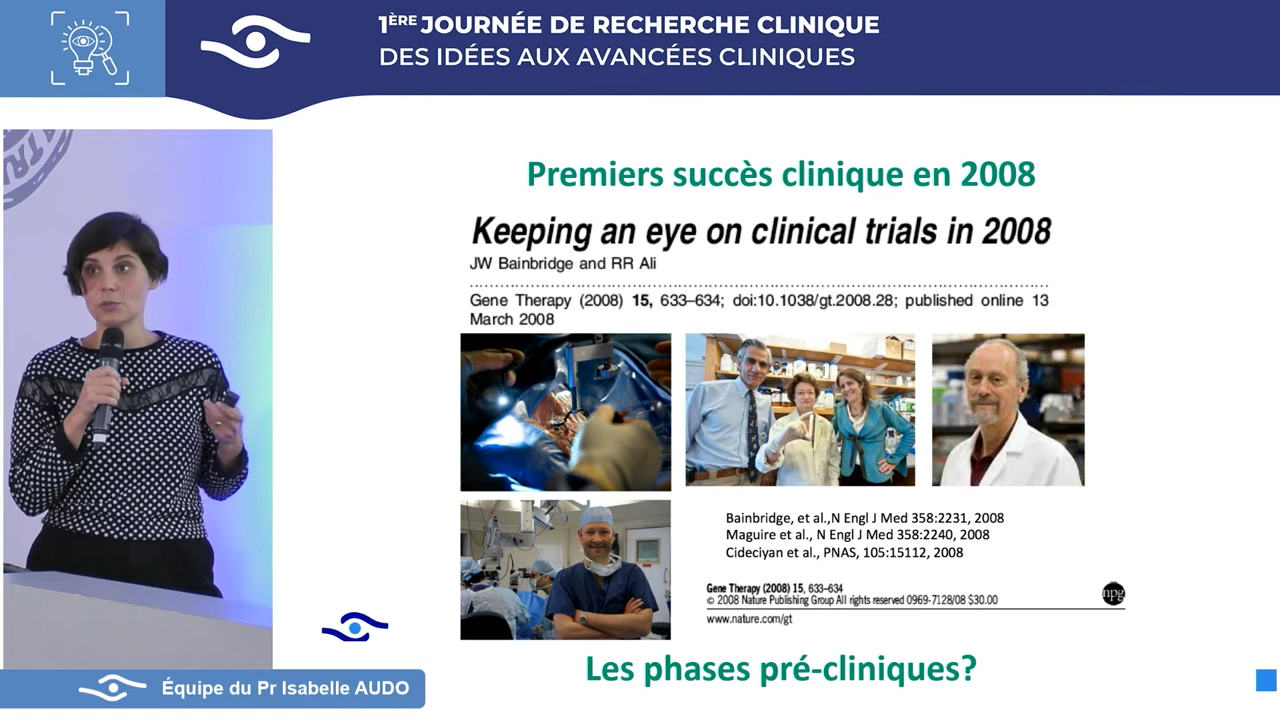 1ÈRE JOURNÉE DE RECHERCHE CLINIQUE
DES IDÉES AUX AVANCÉES CLINIQUES
Premiers succès clinique en 2008
Keeping an eye on clinical trials in 2008
JW Bainbridge and RR Ali
Gene Therapy (2008) 15, 633–634; doi:10.1038/gt.2008.28; published online 13
March 2008
Bainbridge, et al.,N Engl J Med 358:2231, 2008
Maguire et al., N Engl J Med 358:2240, 2008
Cideciyan et al., PNAS, 105:15112, 2008
Gene Therapy (2008) 15, 633–634
© 2008 Nature Publishing Group All rights reserved 0969-7128/08 $30.00
npg
www.nature.com/gt
Les phases pré-cliniques?
Équipe du Pr Isabelle AUDO